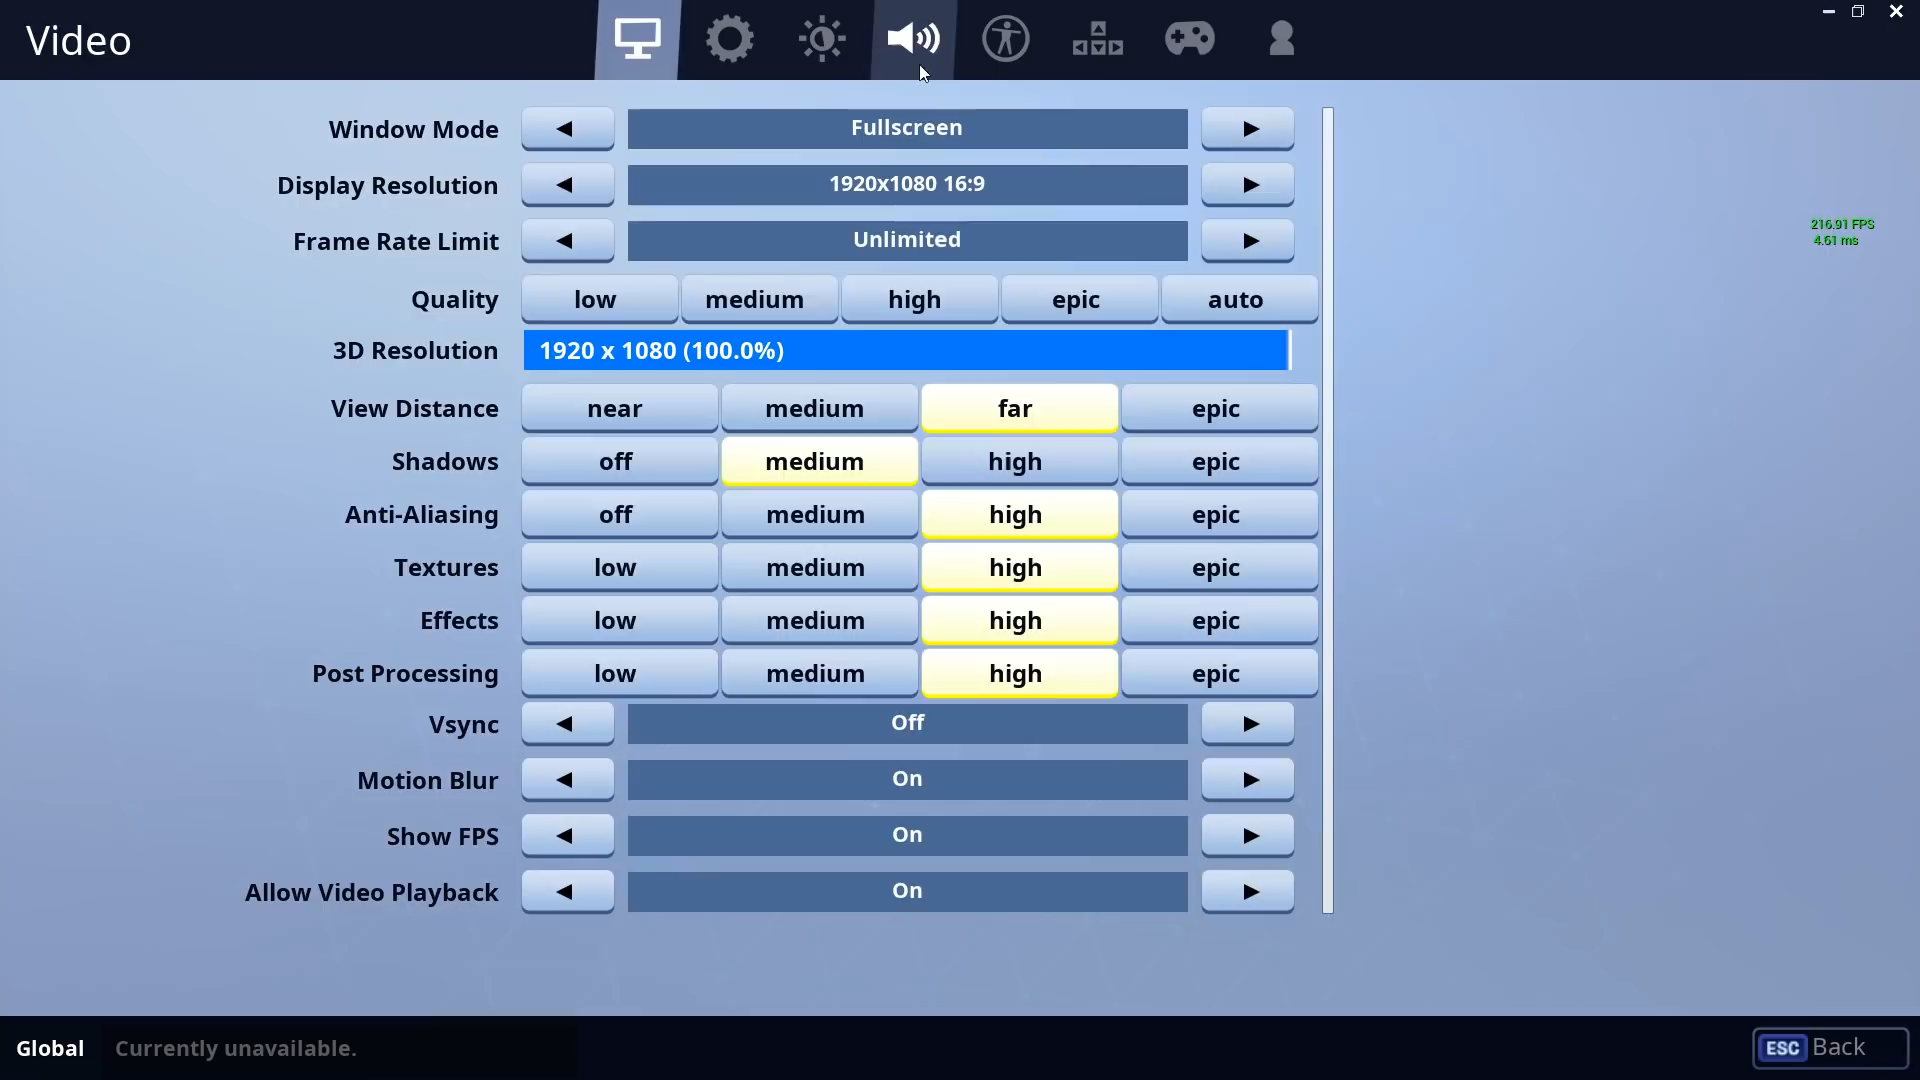 Video
Window Mode Fullscreen
Display Resolution 1920x1080 16:9
216.91 FPS
4.61 ms
Frame Rate Limit Unlimited
Quality low medium high epic auto
3D Resolution 1920 x 1080 (100.0%)
View Distance near medium far epic
Shadows off medium high epic
Anti-Aliasing off medium high epic
Textures low medium high epic
Effects low medium high epic
Post Processing low medium high epic
Vsync Off
Motion Blur On
Show FPS On
Allow Video Playback On
Global Currently unavailable. ESC Back